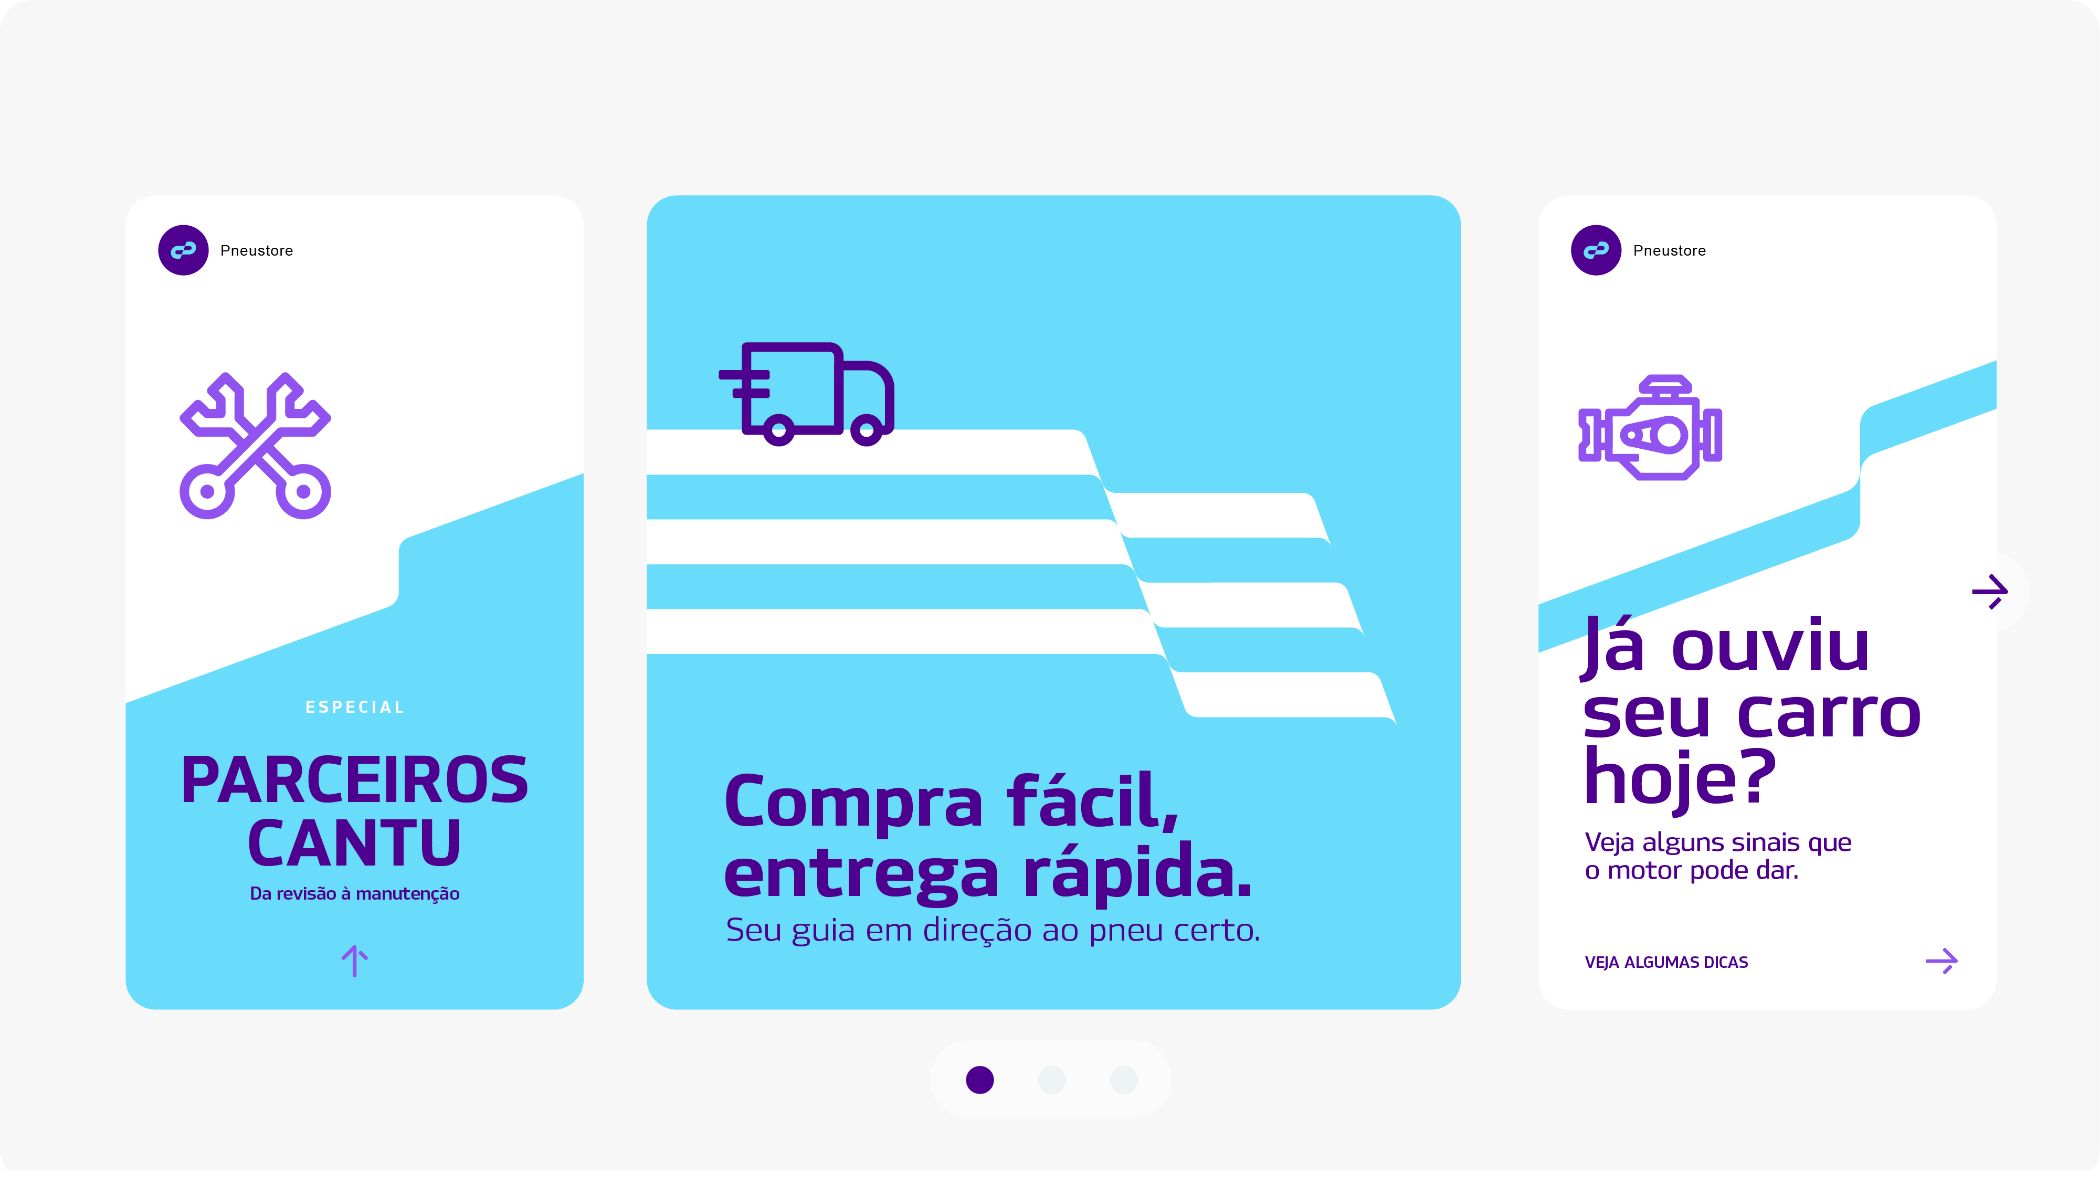 Pneustore
ESPECIAL
PARCEIROS
CANTU
Da revisão à manutenção
Compra fácil,
entrega rápida.
Seu guia em direção ao pneu certo.
Pneustore
Já ouviu
seu carro
hoje?
Veja alguns sinais que
o motor pode dar.
VEJA ALGUMAS DICAS